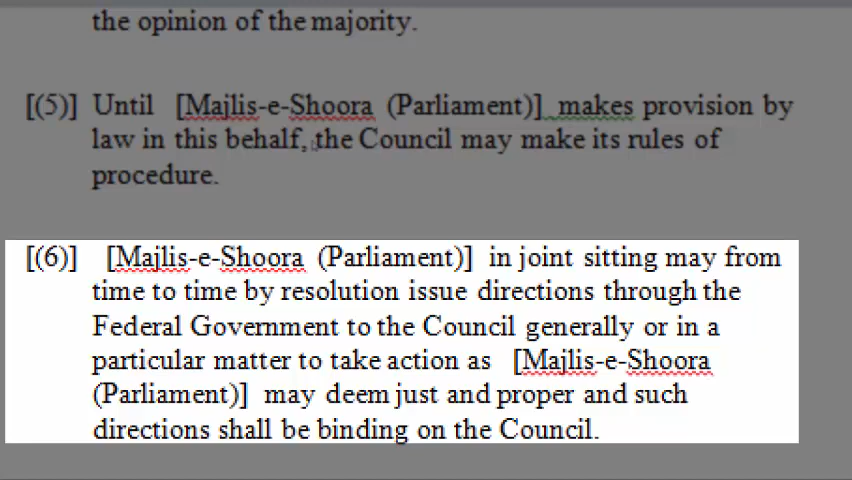 the opinion of the majority.
[(5)] Until [Majlis-e-Shoora (Parliament)] makes provision by
law in this behalf, the Council may make its rules of
procedure.
[(6)] [Majlis-e-Shoora (Parliament)] in joint sitting may from
time to time by resolution issue directions through the
Federal Government to the Council generally or in a
particular matter to take action as [Majlis-e-Shoora
(Parliament)] may deem just and proper and such
directions shall be binding on the Council.